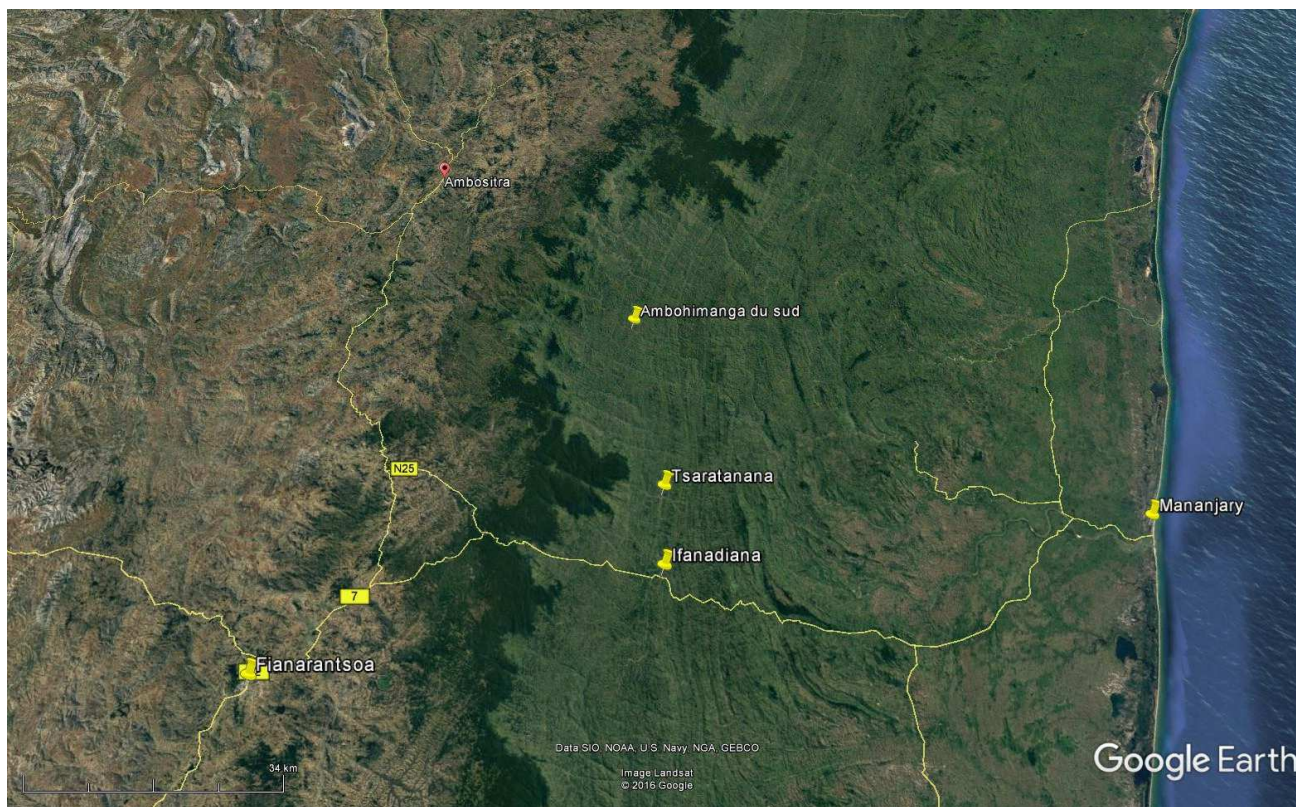 Ambositra
Ambohimanga du sud
N25
Tsaratanana
Mananjary
Ifanadiana
7
Fianarantsoa
Data SIO, NOAA, U.S. Navy, NGA, GEBCO
34 km
Image Landsat
© 2016 Google
Google Earth